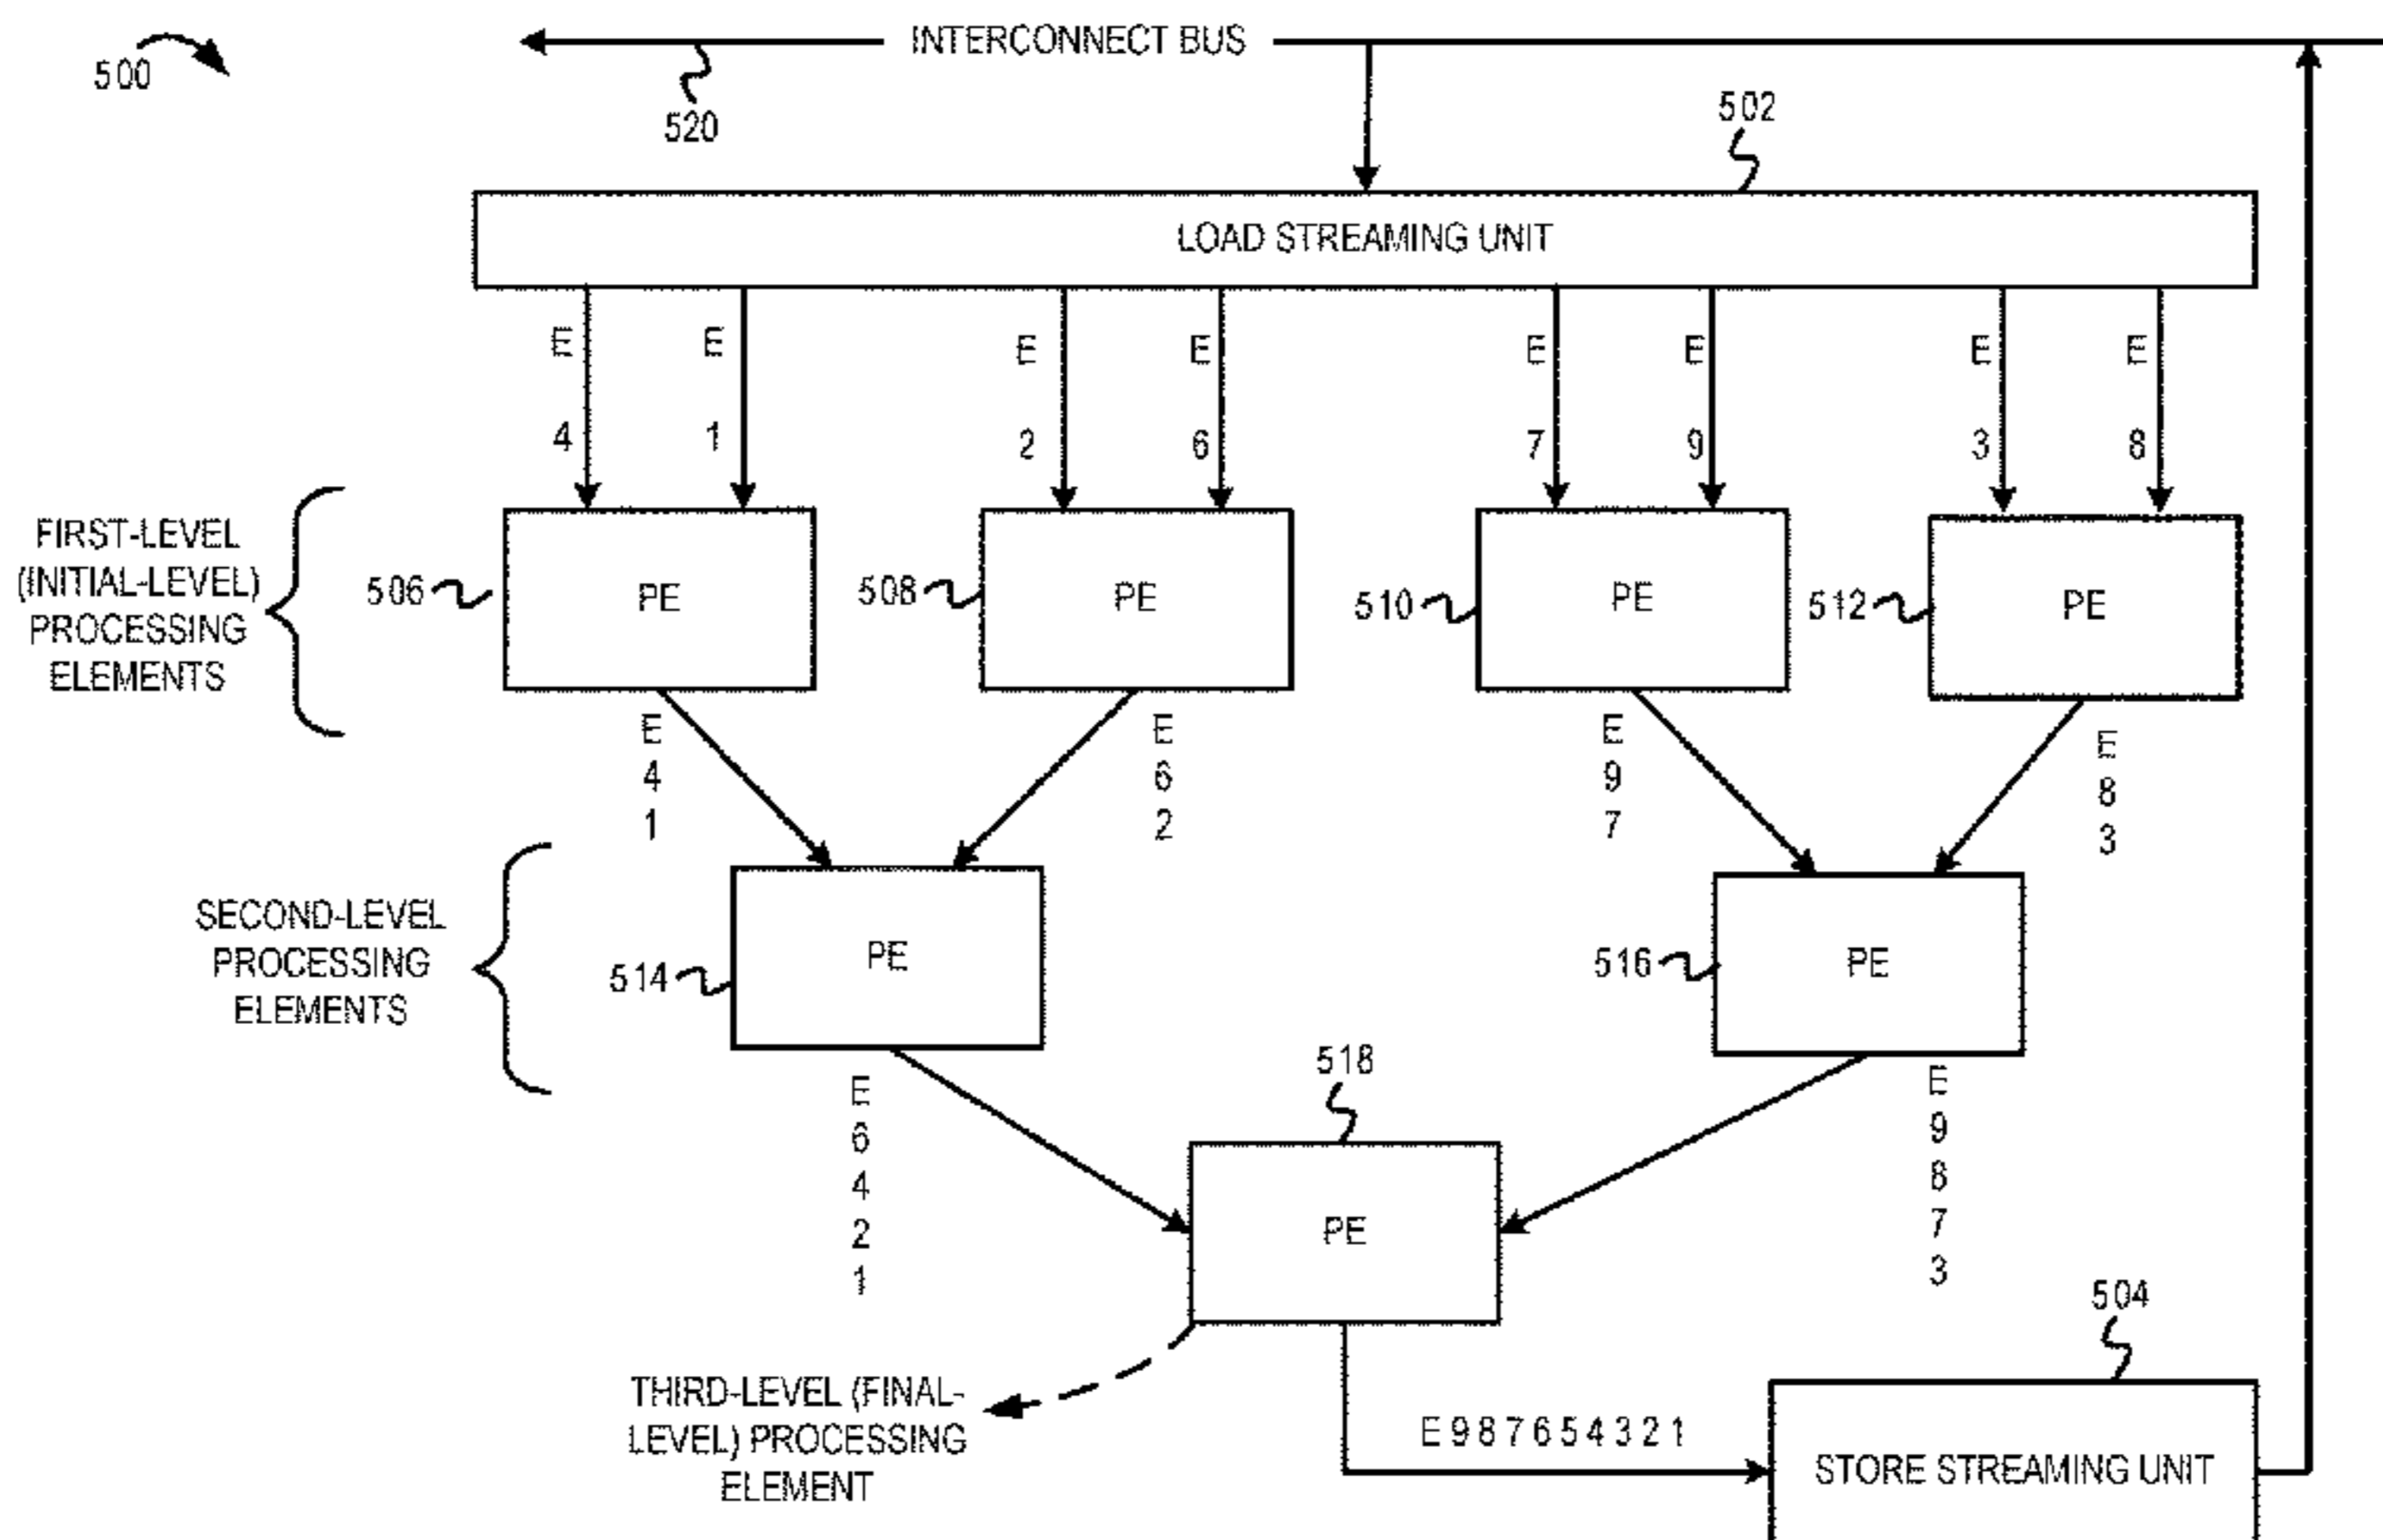 500
INTERCONNECT BUS
520
502
LOAD STREAMING UNIT
E E E E E E E E
4 1 2 6 7 9 3 8
FIRST-LEVEL
(INITIAL-LEVEL)
PROCESSING
ELEMENTS
506 PE
508 PE
510 PE
512 PE
E
4
1
E
6
2
E
9
7
E
8
3
SECOND-LEVEL
PROCESSING
ELEMENTS
514 PE
516 PE
E
6
4
2
1
518
PE
E
9
8
7
3
THIRD-LEVEL (FINAL-
LEVEL) PROCESSING
ELEMENT
E 9 8 7 6 5 4 3 2 1
504
STORE STREAMING UNIT